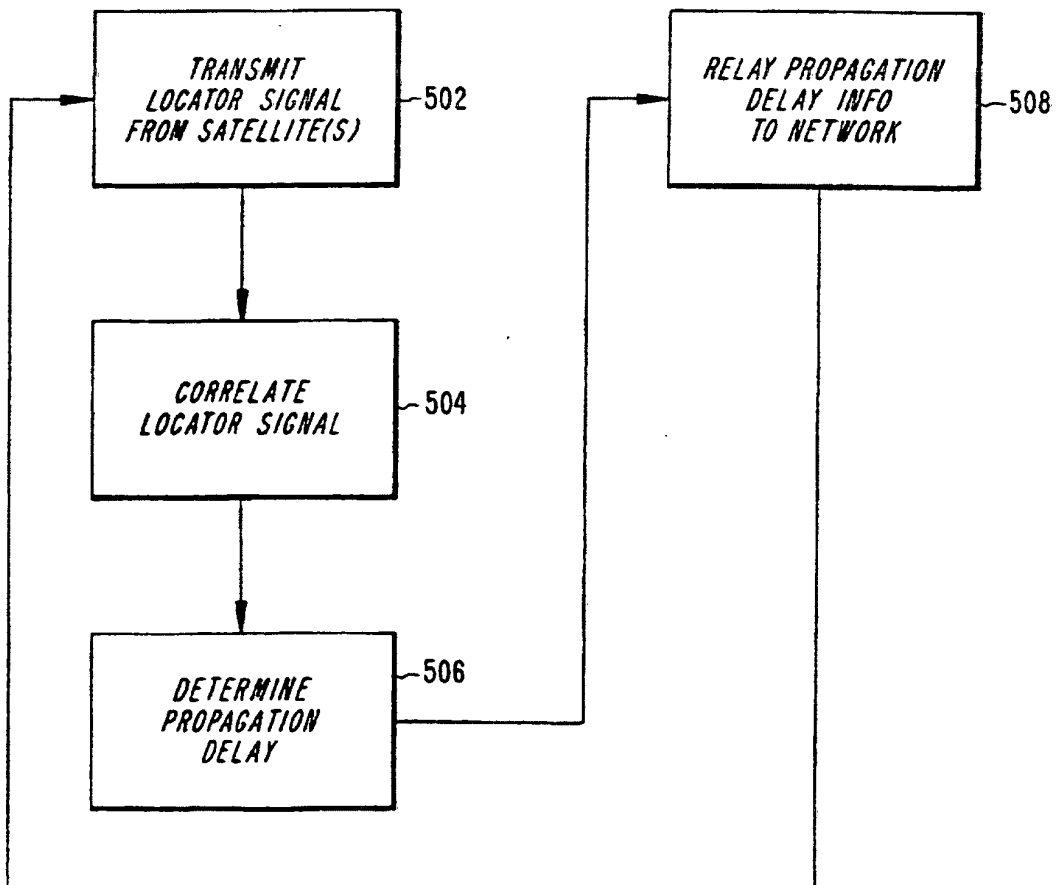 TRANSMIT
LOCATOR SIGNAL
FROM SATELLITE(S)
502
CORRELATE
LOCATOR SIGNAL
504
DETERMINE
PROPAGATION
DELAY
506
RELAY PROPAGATION
DELAY INFO
TO NETWORK
508